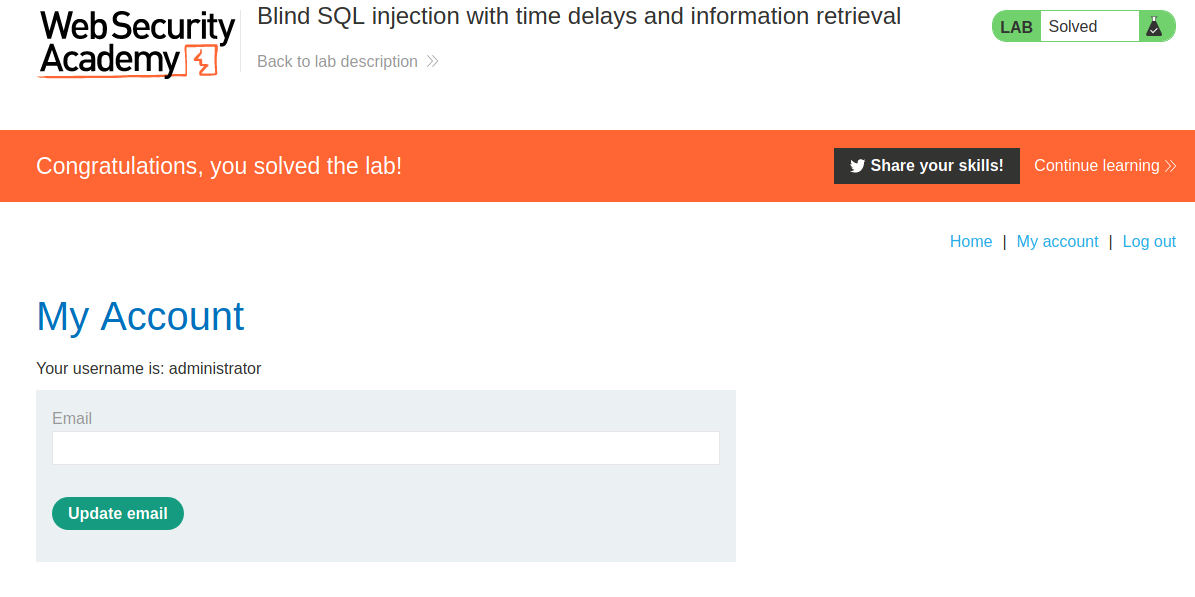 Web Security
Academy
Blind SQL injection with time delays and information retrieval
Back to lab description
LAB Solved
Congratulations, you solved the lab!
Share your skills! Continue learning
Home | My account | Log out
My Account
Your username is: administrator
Email
Update email